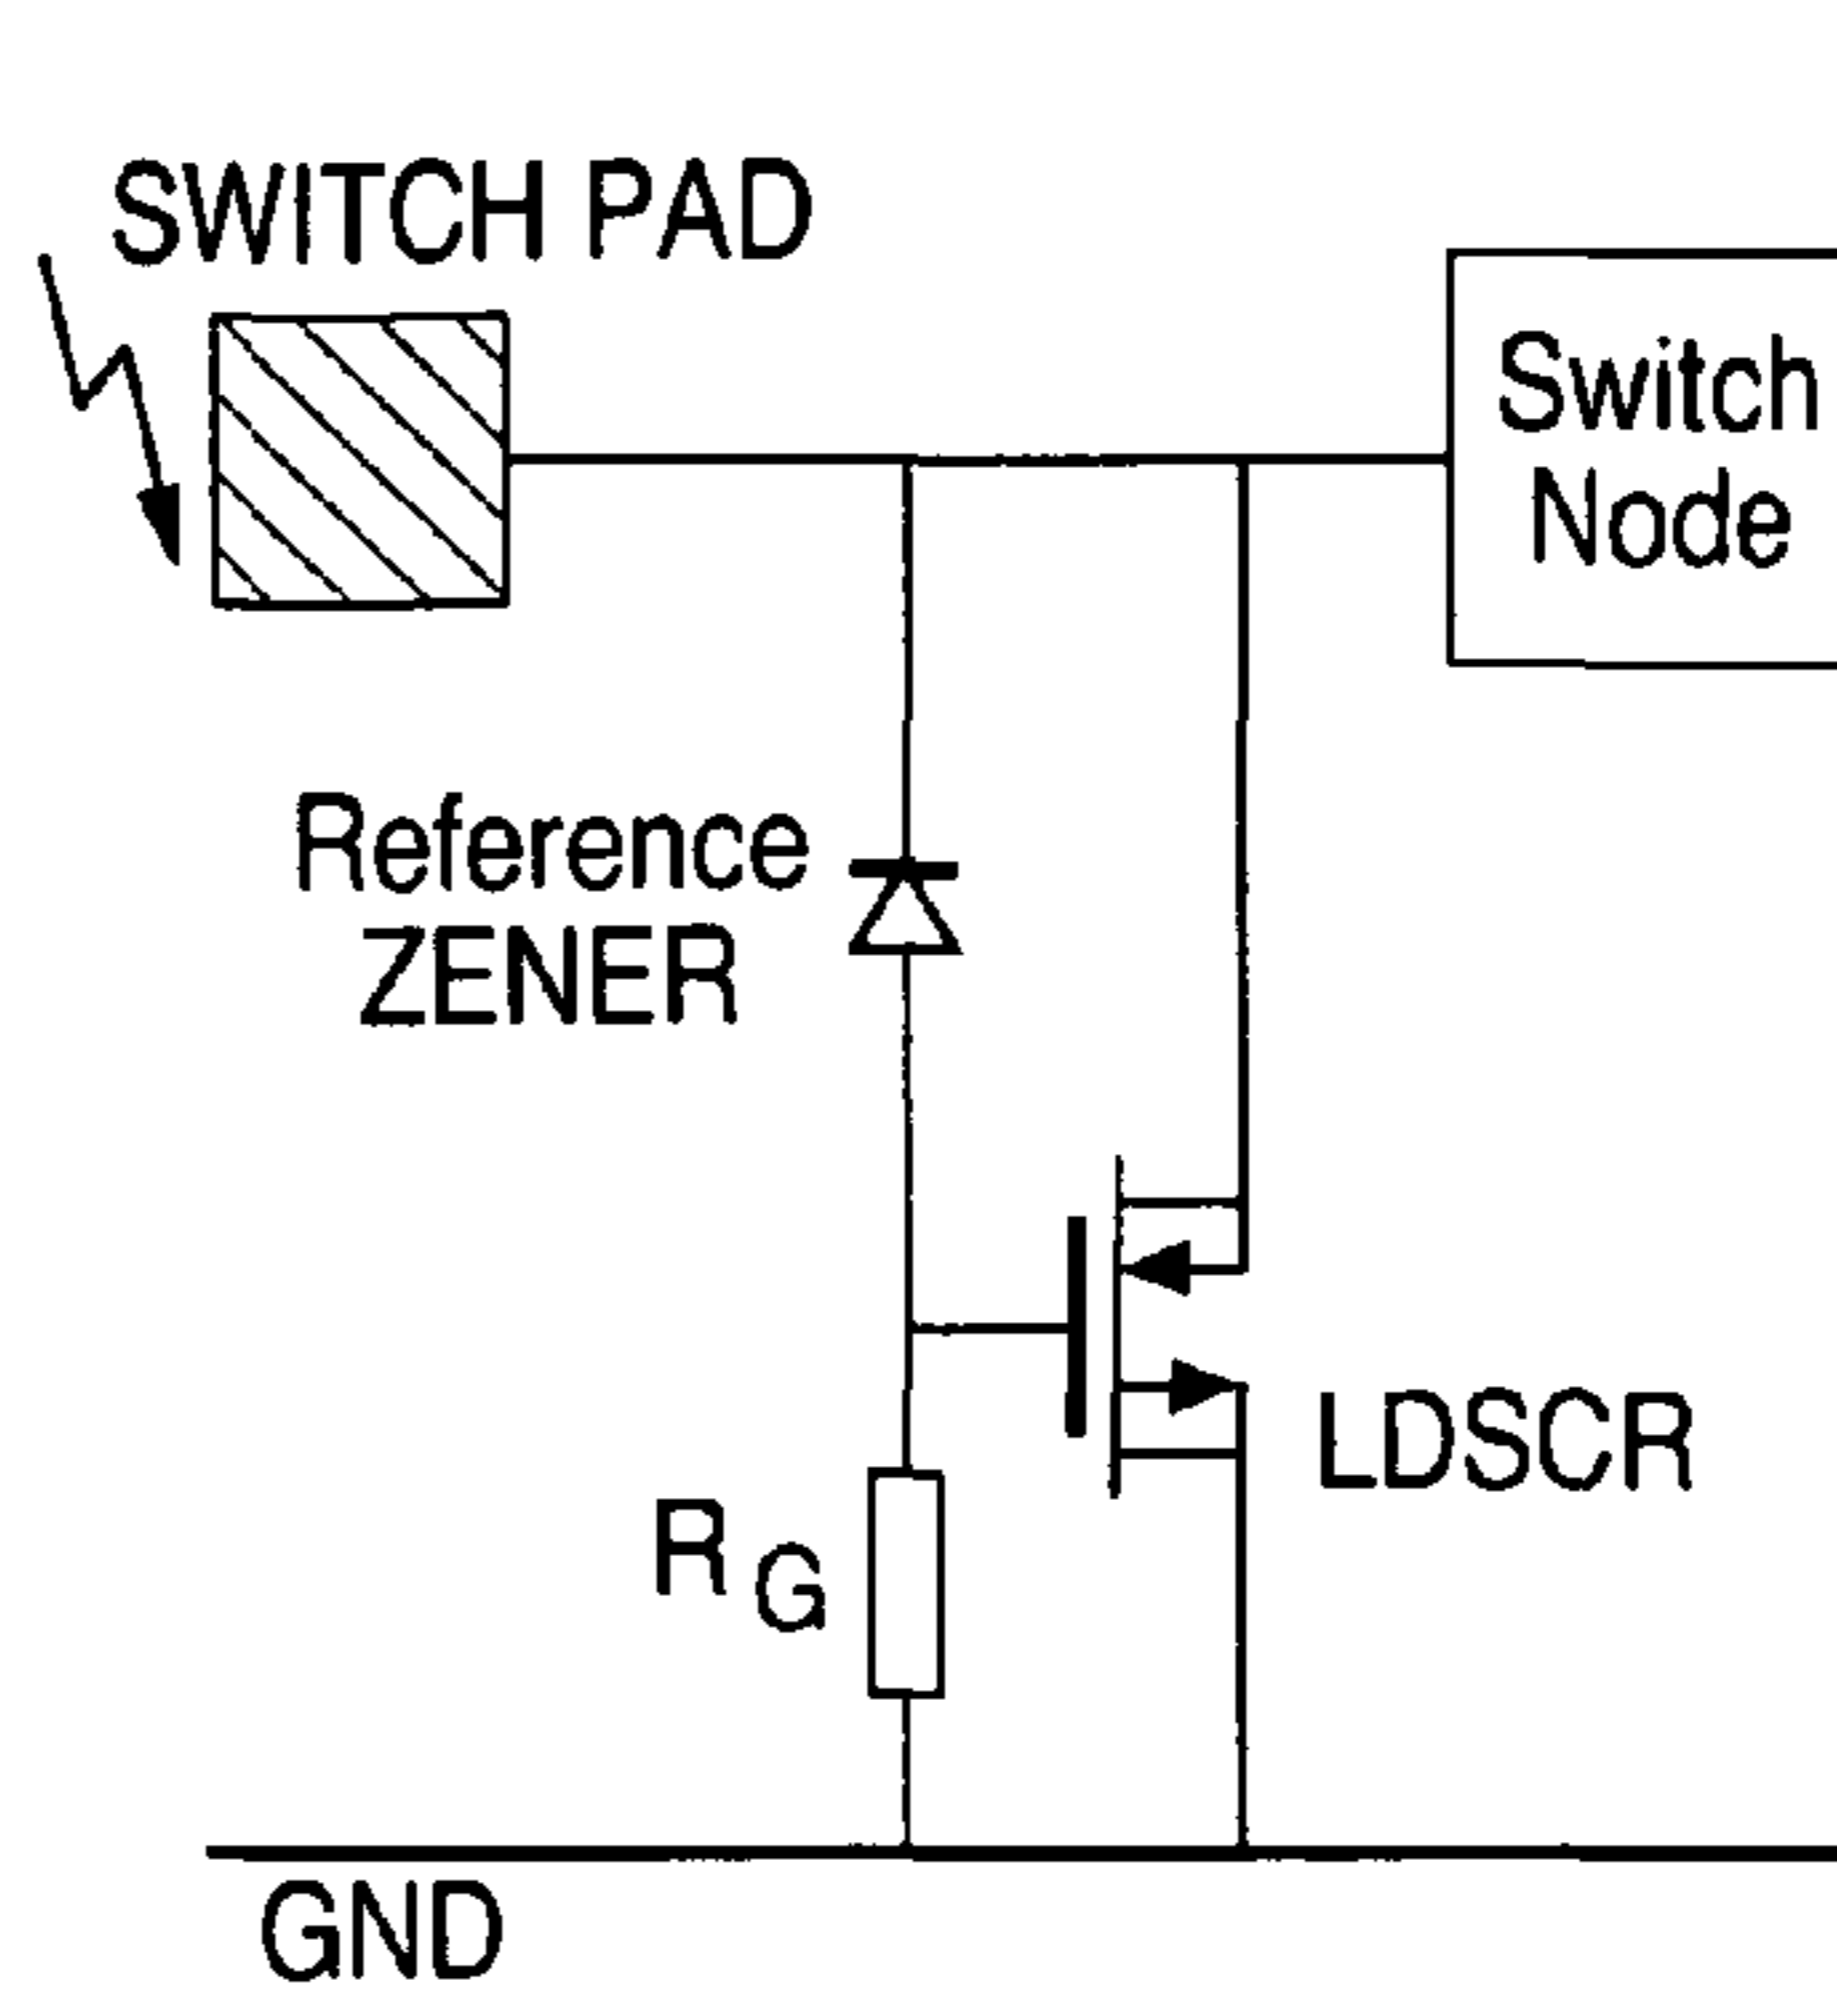 SWITCH PAD
Switch
Node
Reference
ZENER
LDSCR
R G
GND